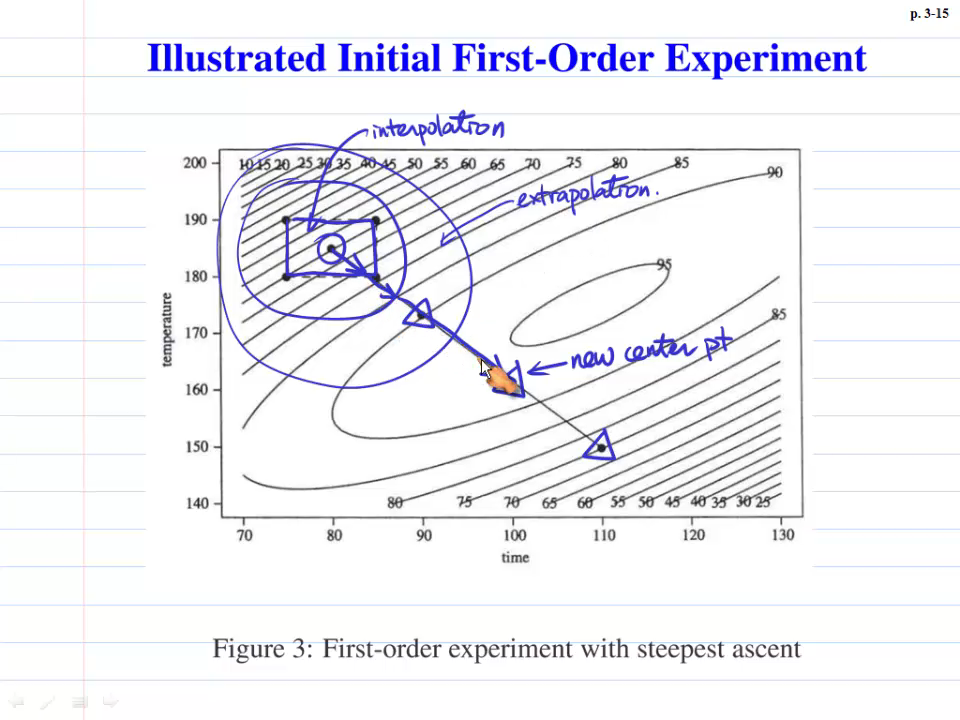 p. 3-15
Illustrated Initial First-Order Experiment
interpolation
200 10 15 20 25 30 35 40 45 50 55 60 65 70 75 80 85
90
extrapolation.
190
180
95
temperature
170
85
new center pt
160
150
140 80 75 70 65 60 55 50 45 40 35 30 25
70 80 90 100 110 120 130
time
Figure 3: First-order experiment with steepest ascent